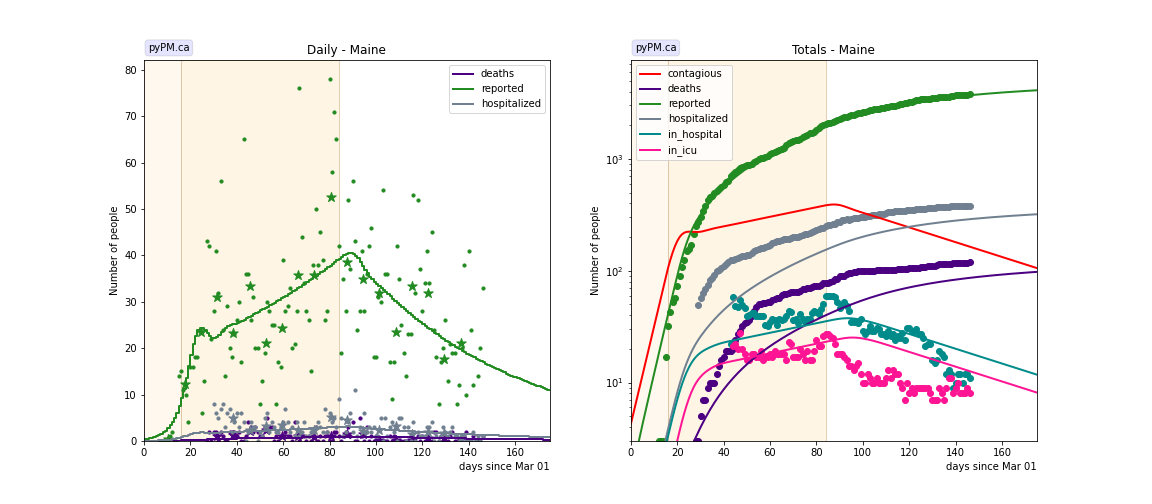 pyPM.ca
Daily - Maine
deaths
reported
hospitalized
Number of people
80
70
60
50
40
30
20
10
0
0 20 40 60 80 100 120 140 160
days since Mar 01
pyPM.ca
Totals - Maine
contagious
deaths
reported
hospitalized
in_hospital
in_icu
Number of people
10³
10²
10¹
0 20 40 60 80 100 120 140 160
days since Mar 01